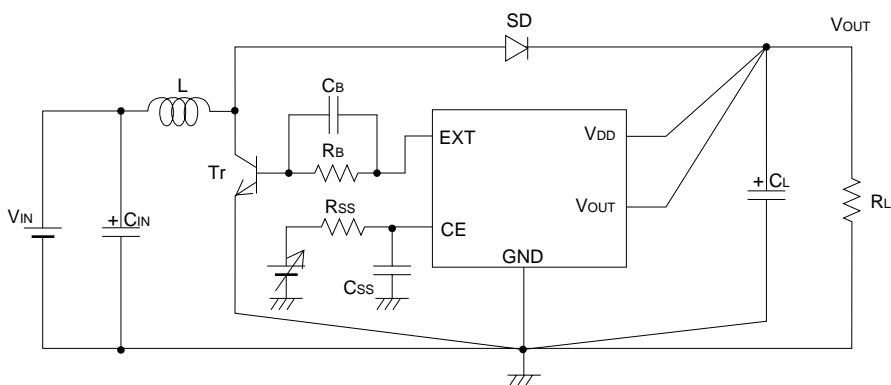 SD
VOUT
L
CB
EXT
VDD
RB
Tr
+ CL
VIN
+ CIN
RSS
VOUT
RL
CE
GND
CSS